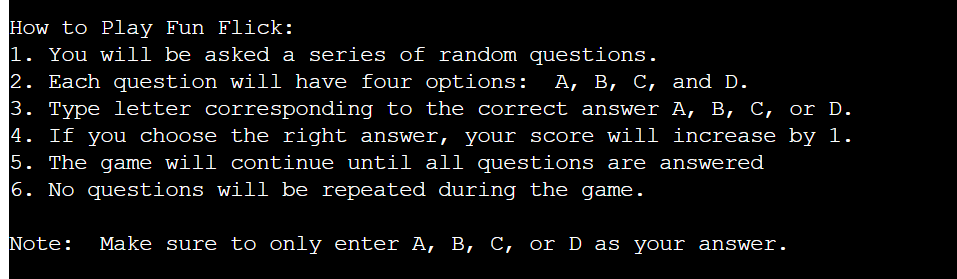 How to Play Fun Flick:
1. You will be asked a series of random questions.
2. Each question will have four options:  A, B, C, and D.
3. Type letter corresponding to the correct answer A, B, C, or D.
4. If you choose the right answer, your score will increase by 1.
5. The game will continue until all questions are answered
6. No questions will be repeated during the game.
Note:  Make sure to only enter A, B, C, or D as your answer.